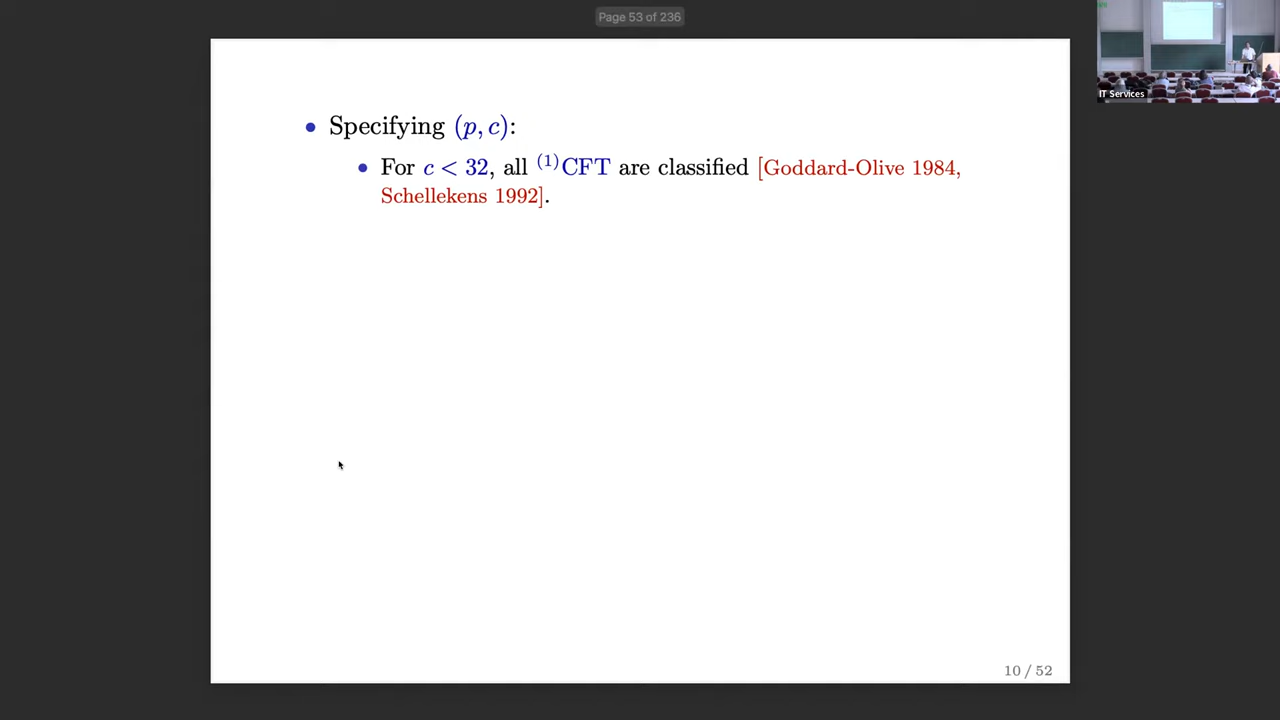 Page 53 of 236
IT Services
• Specifying (p, c):
• For c < 32, all ⁽¹⁾CFT are classified [Goddard-Olive 1984,
Schellekens 1992].
10 / 52